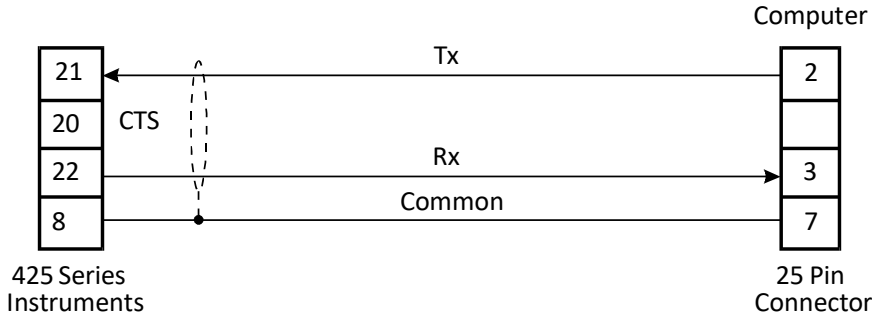 Computer
Tx
21
2
20
CTS
Rx
22
3
Common
8
7
425 Series
Instruments
25 Pin
Connector